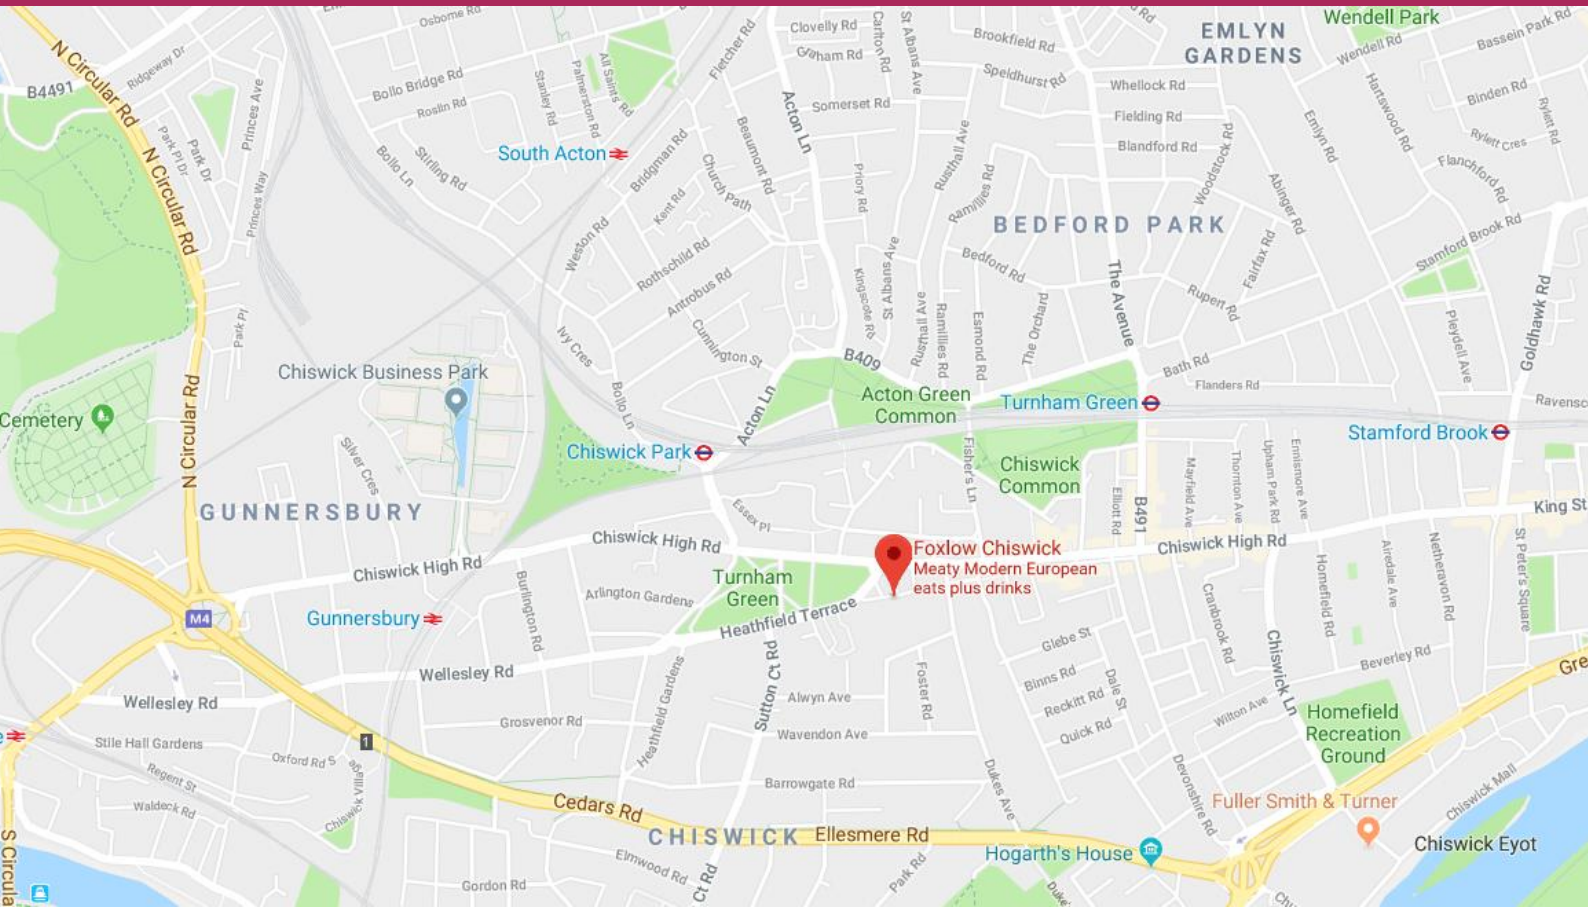 Osborne Rd
Clovelly Rd
Carlton Rd
St Albans Ave
Fletcher Rd
EMLYN
GARDENS
Wendell Park
Wendell Rd
Bassein Park Rd
N Circular Rd
Ridgeway Dr
B4491
Bollo Bridge Rd
Roslin Rd
Stanley Rd
Palmerston Rd
All Saints Rd
Graham Rd
Brookfield Rd
Speldhurst Rd
Whellock Rd
Hartswood Rd
Binden Rd
Rylett Rd
Princes Ave
Acton Ln
Somerset Rd
Fielding Rd
Emlyn Rd
Rylett Cres
Park Pl Dr
Park Dr
N Circular Rd
Bollo Ln
Stirling Rd
South Acton
Bridgman Rd
Beaumont Rd
Rusthall Ave
Blandford Rd
Woodstock Rd
Flanchford Rd
Princes Way
Kent Rd
Church Path
Priory Rd
Ramillies Rd
Abinger Rd
BEDFORD PARK
Stamford Brook Rd
Weston Rd
Rothschild Rd
Antrobus Rd
Kingscote Rd
St Albans Ave
Bedford Rd
The Avenue
Fairfax Rd
Rupert Rd
Goldhawk Rd
Park Pl
Ivy Cres
Cunnington St
Rusthall Ave
Ramillies Rd
Esmond Rd
The Orchard
Pleydell Ave
B409
Bath Rd
Chiswick Business Park
Flanders Rd
Bollo Ln
Acton Ln
Acton Green
Common
Turnham Green
Ravensc
Cemetery
N Circular Rd
Silver Cres
Chiswick Park
Fisher's Ln
Chiswick
Common
Stamford Brook
Elliott Rd
B491
Mayfield Ave
Thornton Ave
Upham Park Rd
Ennismore Ave
GUNNERSBURY
Essex Pl
King St
Chiswick High Rd
Chiswick High Rd
Chiswick High Rd
Foxlow Chiswick
Meaty Modern European
eats plus drinks
Turnham
Green
Arlington Gardens
Heathfield Terrace
Burlington Rd
Gunnersbury
M4
Homefield Rd
Airedale Ave
Netheravon Rd
St Peter's Square
Cranbrook Rd
Glebe St
Wellesley Rd
Wellesley Rd
Heathfield Gardens
Sutton Ct Rd
Foster Rd
Binns Rd
Dale St
Chiswick Ln
Beverley Rd
Gre
Alwyn Ave
Reckitt Rd
Wilton Ave
Grosvenor Rd
Wavendon Ave
Quick Rd
Homefield
Recreation
Ground
Stile Hall Gardens
Oxford Rd S
1
Regent St
Barrowgate Rd
Dukes Ave
Devonshire Rd
Chiswick Mall
Waldeck Rd
Chiswick Village
Cedars Rd
CHISWICK
Ellesmere Rd
Fuller Smith & Turner
Chiswick Eyot
S Circula
Hogarth's House
Elmwood Rd
Gordon Rd
Ct Rd
Park Rd
Duke'